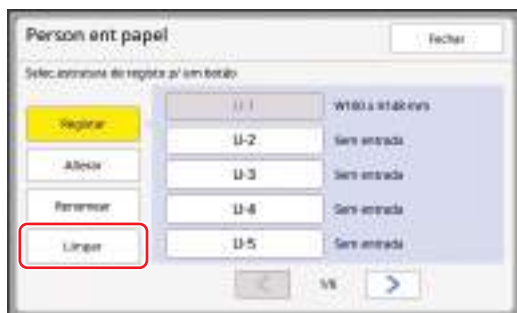 Person ent papel
Fechar
Selec. estrutura de registo p/ um botão
Registar
Alterar
Renomear
Limpar
U-1
U-2 Sem entrada
U-3 Sem entrada
U-4 Sem entrada
U-5 Sem entrada
1/6